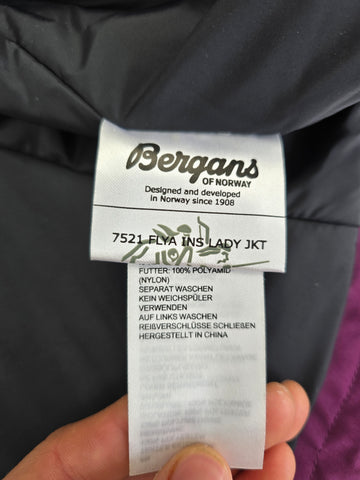 Bergans
OF NORWAY
Designed and developed
in Norway since 1908
7521 FLYA INS LADY JKT
FUTTER: 100% POLYAMID
(NYLON)
SEPARAT WASCHEN
KEIN WEICHSPÜLER
VERWENDEN
AUF LINKS WASCHEN
REIßVERSCHLÜSSE SCHLIEßEN
HERGESTELLT IN CHINA